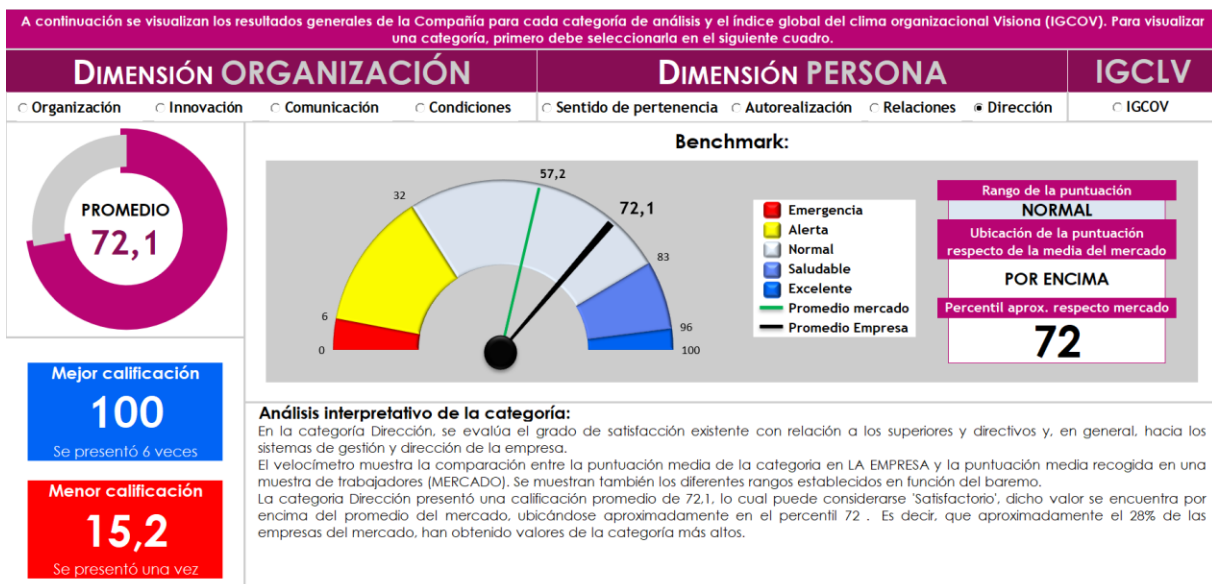 A continuación se visualizan los resultados generales de la Compañía para cada categoría de análisis y el índice global del clima organizacional Visiona (IGCOV). Para visualizar
una categoría, primero debe seleccionarla en el siguiente cuadro.
DIMENSIÓN ORGANIZACIÓN
DIMENSIÓN PERSONA
IGCLV
Organización
Innovación
Comunicación
Condiciones
Sentido de pertenencia
Autorealización
Relaciones
Dirección
IGCOV
PROMEDIO
72,1
Mejor calificación
100
Se presentó 6 veces
Menor calificación
15,2
Se presentó una vez
Benchmark:
0
6
32
57,2
72,1
83
96
100
Emergencia
Alerta
Normal
Saludable
Excelente
Promedio mercado
Promedio Empresa
Rango de la puntuación
NORMAL
Ubicación de la puntuación
respecto de la media del mercado
POR ENCIMA
Percentil aprox. respecto mercado
72
Análisis interpretativo de la categoría:
En la categoría Dirección, se evalúa el grado de satisfacción existente con relación a los superiores y directivos y, en general, hacia los
sistemas de gestión y dirección de la empresa.
El velocímetro muestra la comparación entre la puntuación media de la categoria en LA EMPRESA y la puntuación media recogida en una
muestra de trabajadores (MERCADO). Se muestran también los diferentes rangos establecidos en función del baremo.
La categoria Dirección presentó una calificación promedio de 72,1, lo cual puede considerarse 'Satisfactorio', dicho valor se encuentra por
encima del promedio del mercado, ubicándose aproximadamente en el percentil 72 . Es decir, que aproximadamente el 28% de las
empresas del mercado, han obtenido valores de la categoría más altos.